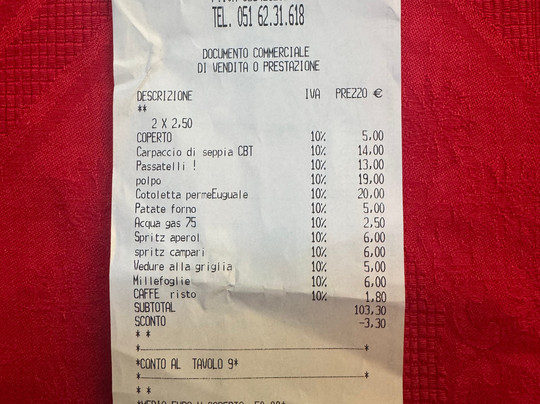 TEL. 051 62.31.618
DOCUMENTO COMMERCIALE
DI VENDITA O PRESTAZIONE
DESCRIZIONE IVA PREZZO €
**
2 X 2,50
COPERTO 10% 5,00
Carpaccio di seppia CBT 10% 14,00
Passatelli ! 10% 13,00
polpo 10% 19,00
Cotoletta permeEuguale 10% 20,00
Patate forno 10% 5,00
Acqua gas 75 10% 2,50
Spritz aperol 10% 6,00
spritz campari 10% 6,00
Vedure alla griglia 10% 5,00
Millefoglie 10% 6,00
CAFFE risto 10% 1,80
SUBTOTAL 103,30
SCONTO -3,30
* *
*CONTO AL TAVOLO 9*
* *